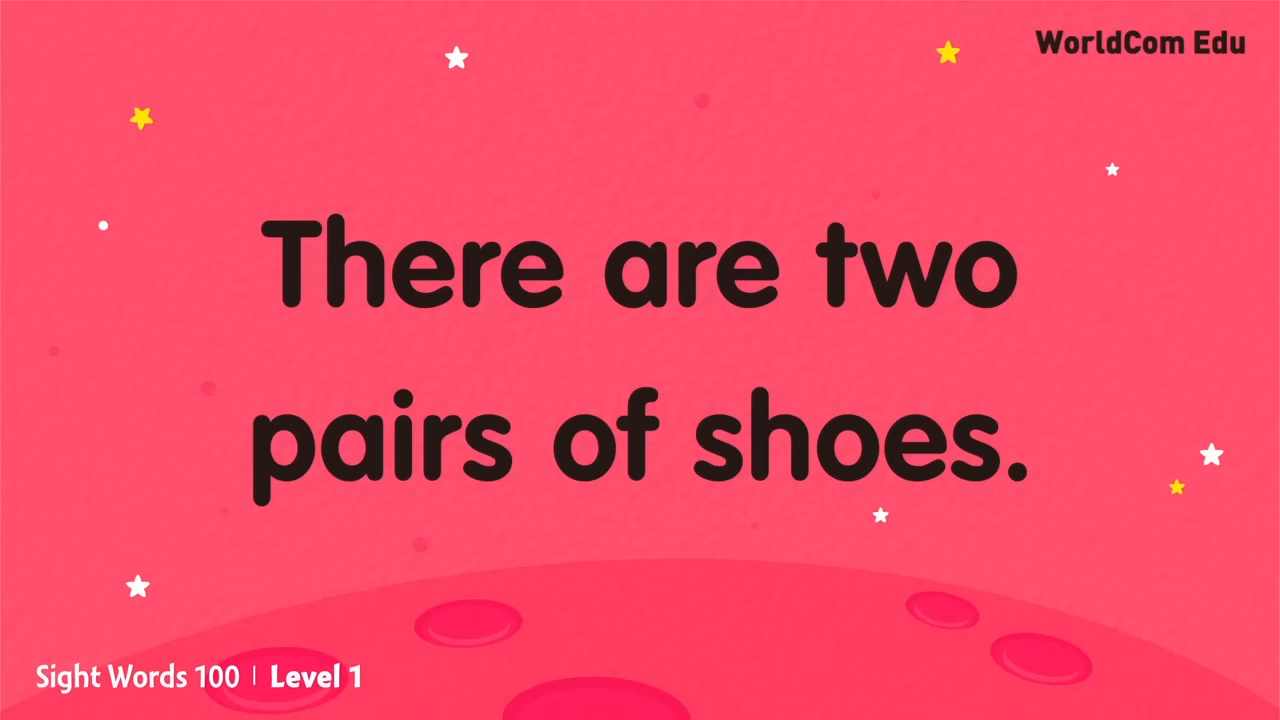 WorldCom Edu
There are two
pairs of shoes.
Sight Words 100 | Level 1